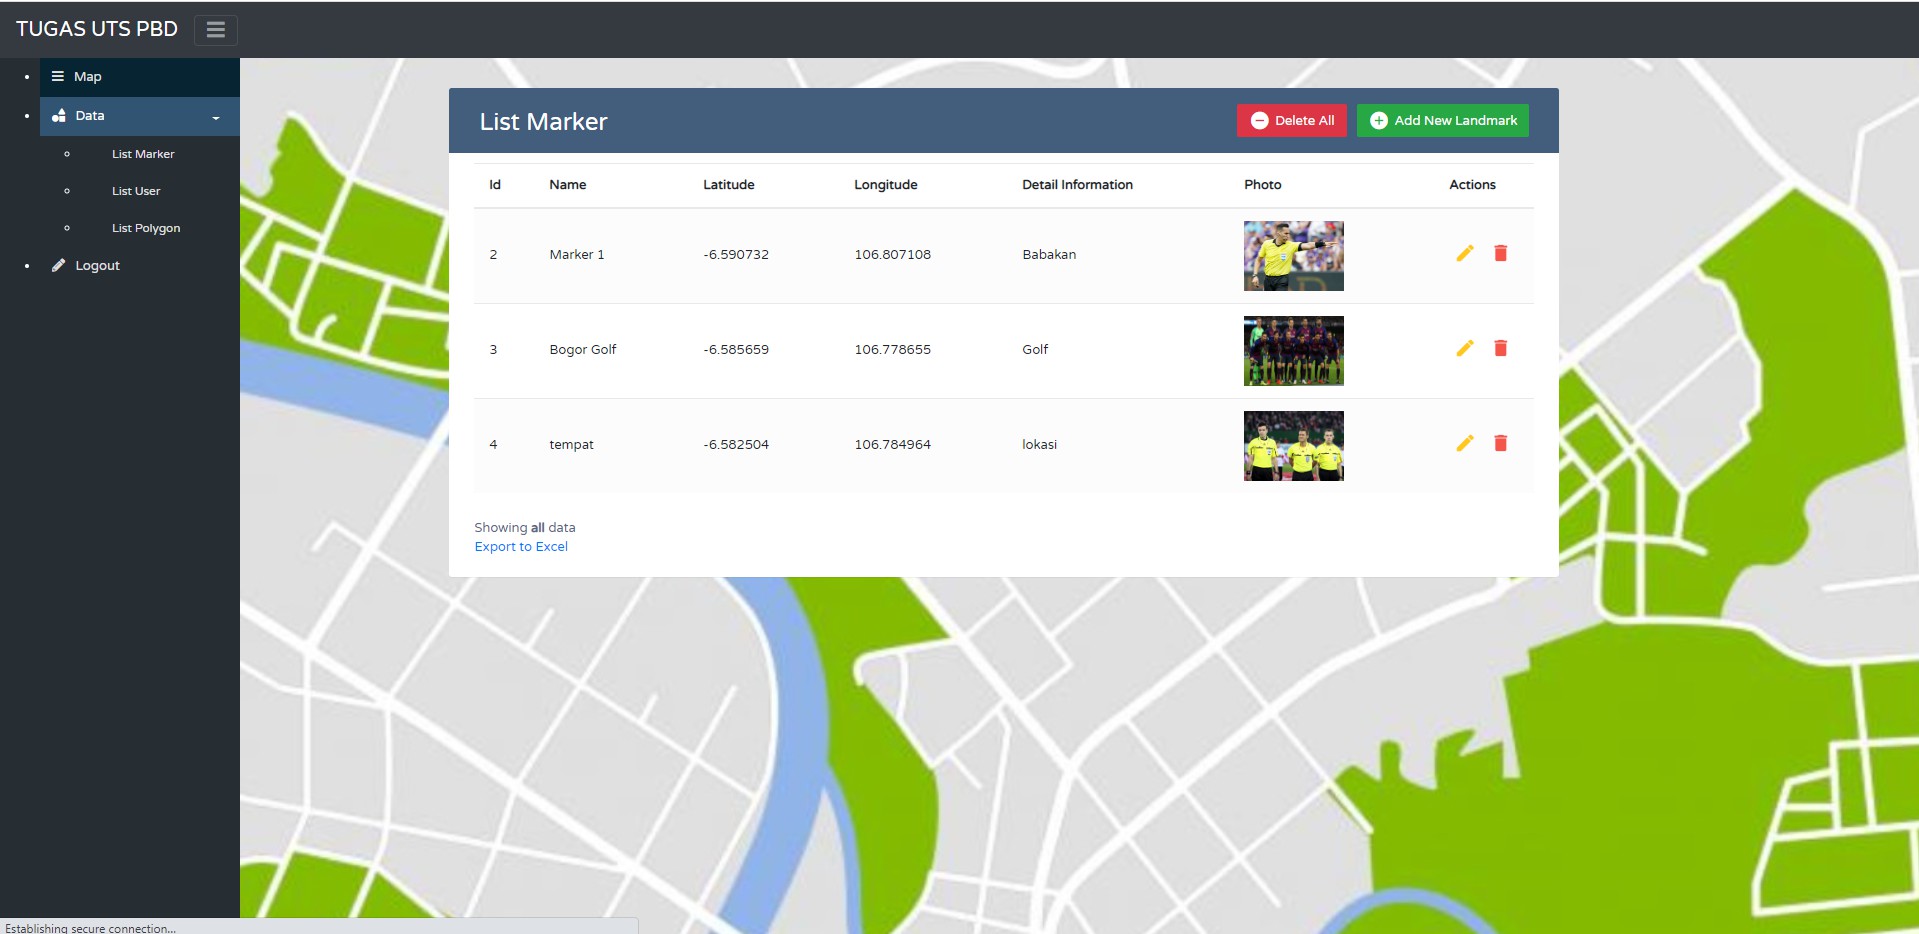 TUGAS UTS PBD
Map
Data
List Marker
List User
List Polygon
Logout
List Marker
Delete All
Add New Landmark
Id Name Latitude Longitude Detail Information Photo Actions
2 Marker 1 -6.590732 106.807108 Babakan
3 Bogor Golf -6.585659 106.778655 Golf
4 tempat -6.582504 106.784964 lokasi
Showing all data
Export to Excel
Establishing secure connection...